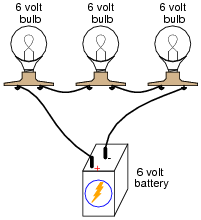 6 volt 6 volt 6 volt
bulb bulb bulb
- 
+
6 volt
battery